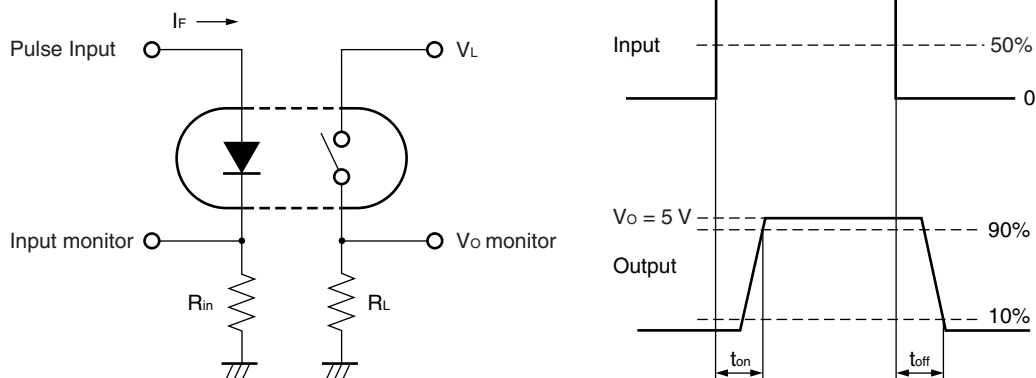 IF
Pulse Input
VL
Input monitor
VO monitor
Rin
RL
Input
50%
0
VO = 5 V
90%
Output
10%
ton
toff